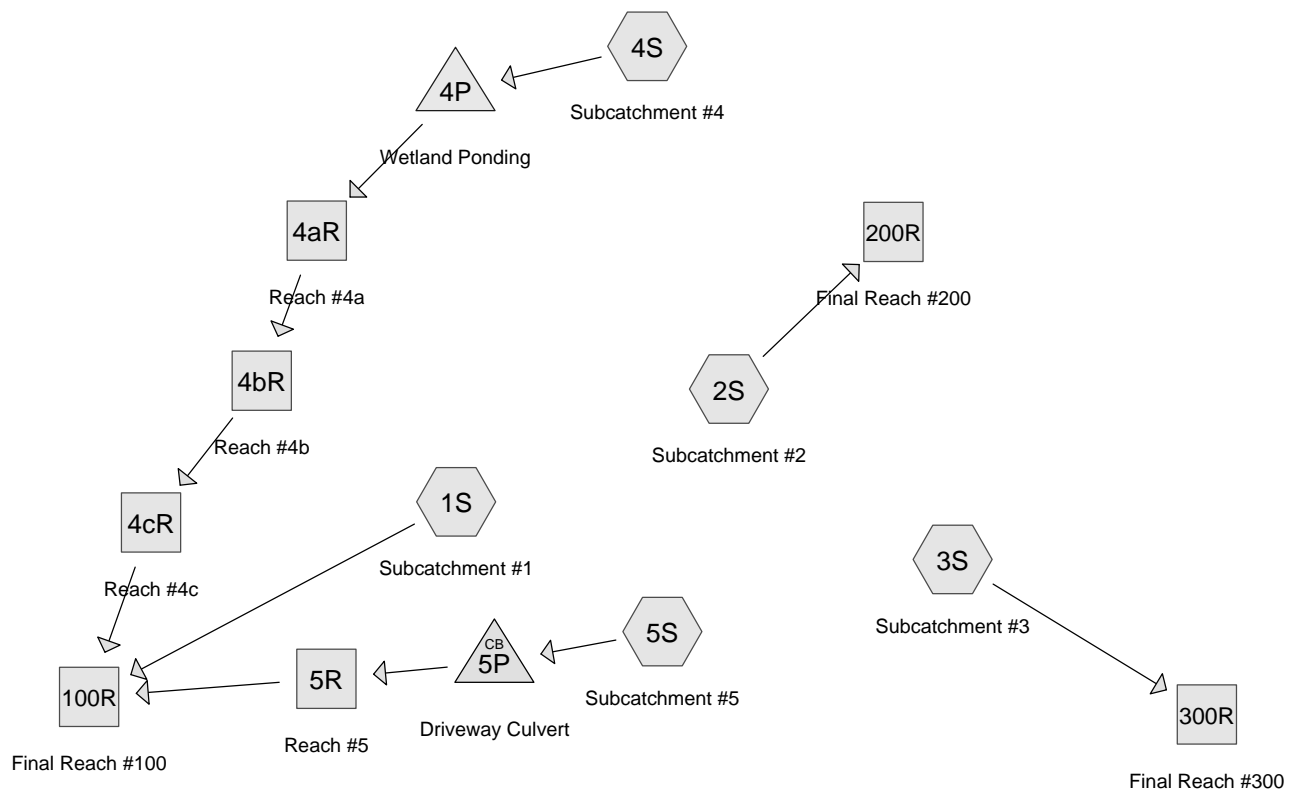 4S
Subcatchment #4
4P
Wetland Ponding
4aR
Reach #4a
200R
Final Reach #200
4bR
Reach #4b
2S
Subcatchment #2
4cR
Reach #4c
1S
Subcatchment #1
3S
Subcatchment #3
5S
Subcatchment #5
CB
5P
Driveway Culvert
5R
Reach #5
100R
Final Reach #100
300R
Final Reach #300